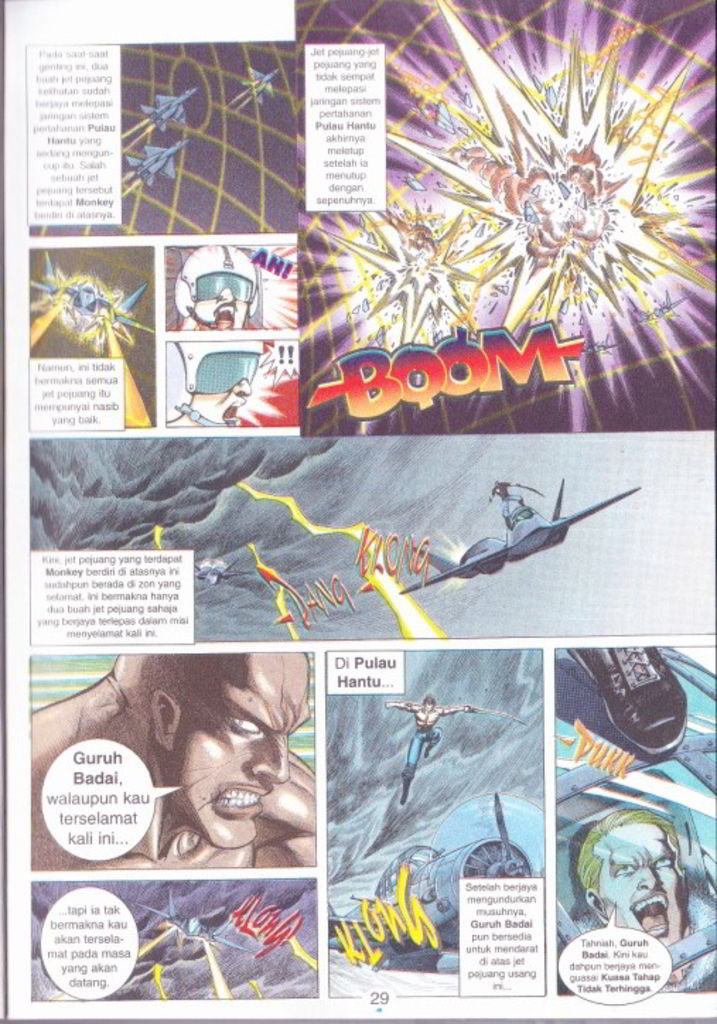 Pada saat-saat
genting ini, dua
buah jet pejuang
kelihatan sudah
berjaya melepasi
jaringan sistem
pertahanan Pulau
Hantu yang
sedang mengun-
cup itu. Salah
sebuah jet
pejuang tersebut
terdapat Monkey
berdiri di atasnya.
Jet pejuang-jet
pejuang yang
tidak sempat
melepasi
jaringan sistem
pertahanan
Pulau Hantu
akhirnya
meletup
setelah ia
menutup
dengan
sepenuhnya.
BOOM
Namun, ini tidak
bermakna semua
jet pejuang itu
mempunyai nasib
yang baik.
AH!
!!
Kini, jet pejuang yang terdapat
Monkey berdiri di atasnya ini
sudahpun berada di zon yang
selamat. Ini bermakna hanya
dua buah jet pejuang sahaja
yang berjaya terlepas dalam misi
menyelamat kali ini.
DANG
KLONG
Guruh
Badai,
walaupun kau
terselamat
kali ini...
...tapi ia tak
bermakna kau
akan tersela-
mat pada masa
yang akan
datang.
KLONG
Di Pulau
Hantu...
KLONG
Setelah berjaya
mengundurkan
musuhnya,
Guruh Badai
pun bersedia
untuk mendarat
di atas jet
pejuang usang
ini...
DUKK
Tahniah, Guruh
Badai. Kini kau
dahpun berjaya me-
nguasai Kuasa Tahap
Tidak Terhingga.
29